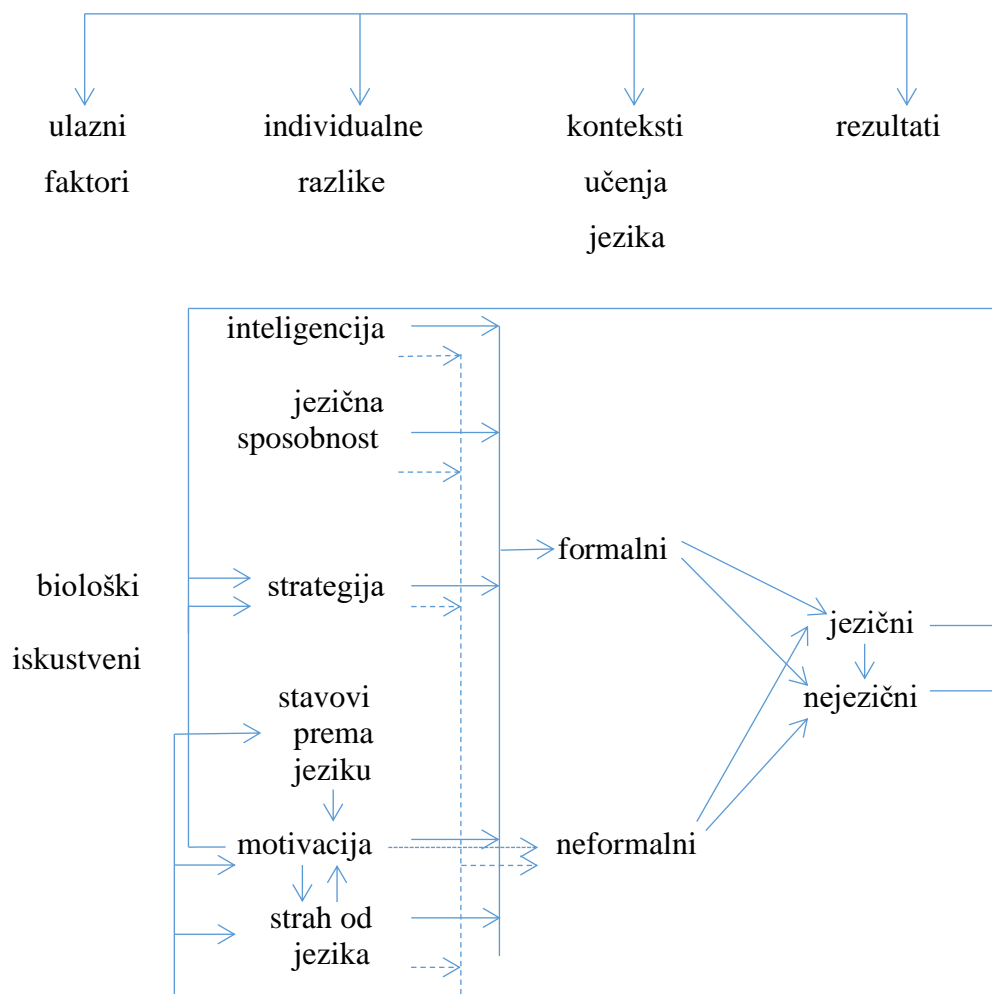 ulazni
faktori
individualne
razlike
konteksti
učenja
jezika
rezultati
inteligencija
jezična
sposobnost
biološki
iskustveni
strategija
stavovi
prema
jeziku
motivacija
strah od
jezika
formalni
neformalni
jezični
nejezični